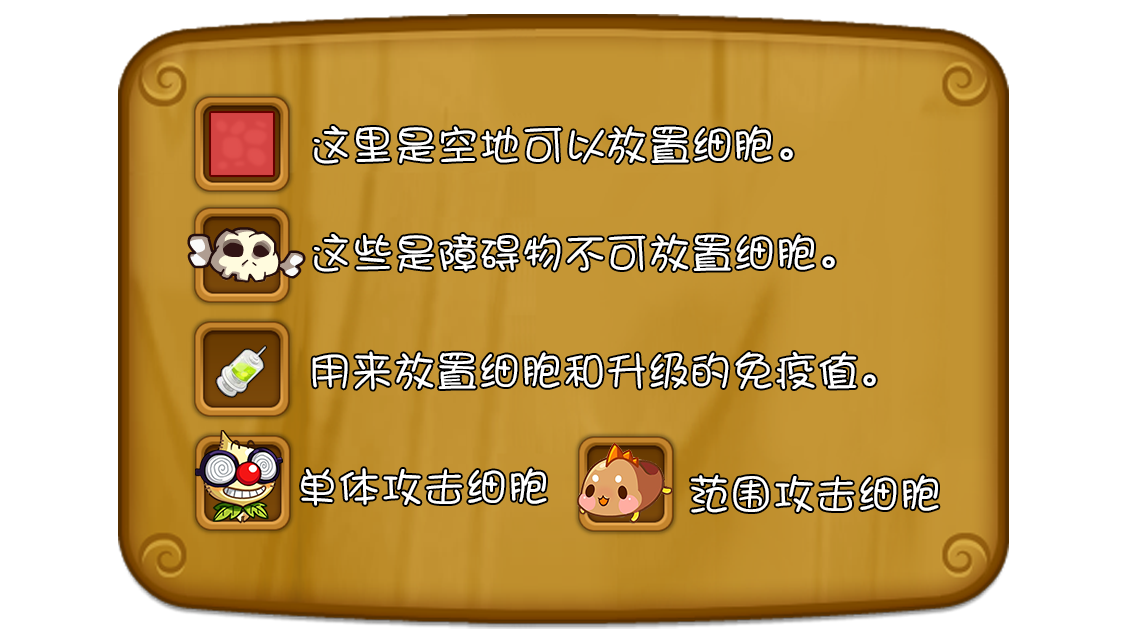 这里是空地可以放置细胞。
这些是障碍物不可放置细胞。
用来放置细胞和升级的免疫值。
单体攻击细胞
范围攻击细胞